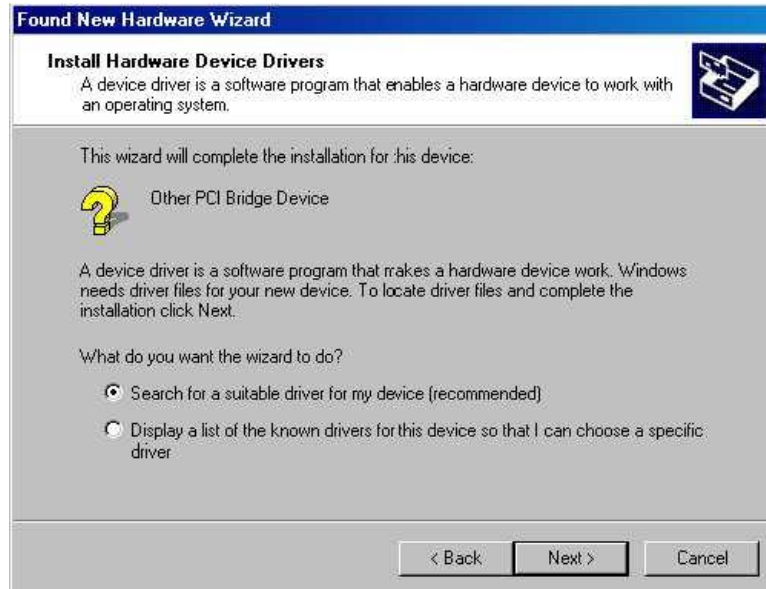 Found New Hardware Wizard
Install Hardware Device Drivers
A device driver is a software program that enables a hardware device to work with
an operating system.
This wizard will complete the installation for :his device:
Other PCI Bridge Device
A device driver is a software program that makes a hardware device work. Windows
needs driver files for your new device. To locate driver files and complete the
installation click Next.
What do you want the wizard to do?
Search for a suitable driver for my device (recommended)
Display a list of the known drivers for this device so that I can choose a specific
driver
< Back
Next >
Cancel